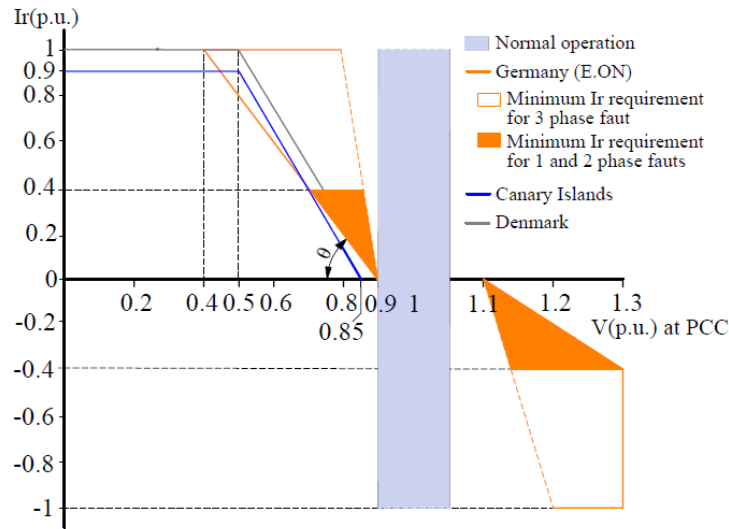 Ir(p.u.)
1
0.9
0.8
0.6
0.4
0.2
0
-0.2
-0.4
-0.6
-0.8
-1
θ
0.2
0.4
0.5
0.6
0.8
0.9
1
1.1
1.2
1.3
0.85
V(p.u.) at PCC
Normal operation
Germany (E.ON)
Minimum Ir requirement
for 3 phase faut
Minimum Ir requirement
for 1 and 2 phase fauts
Canary Islands
Denmark